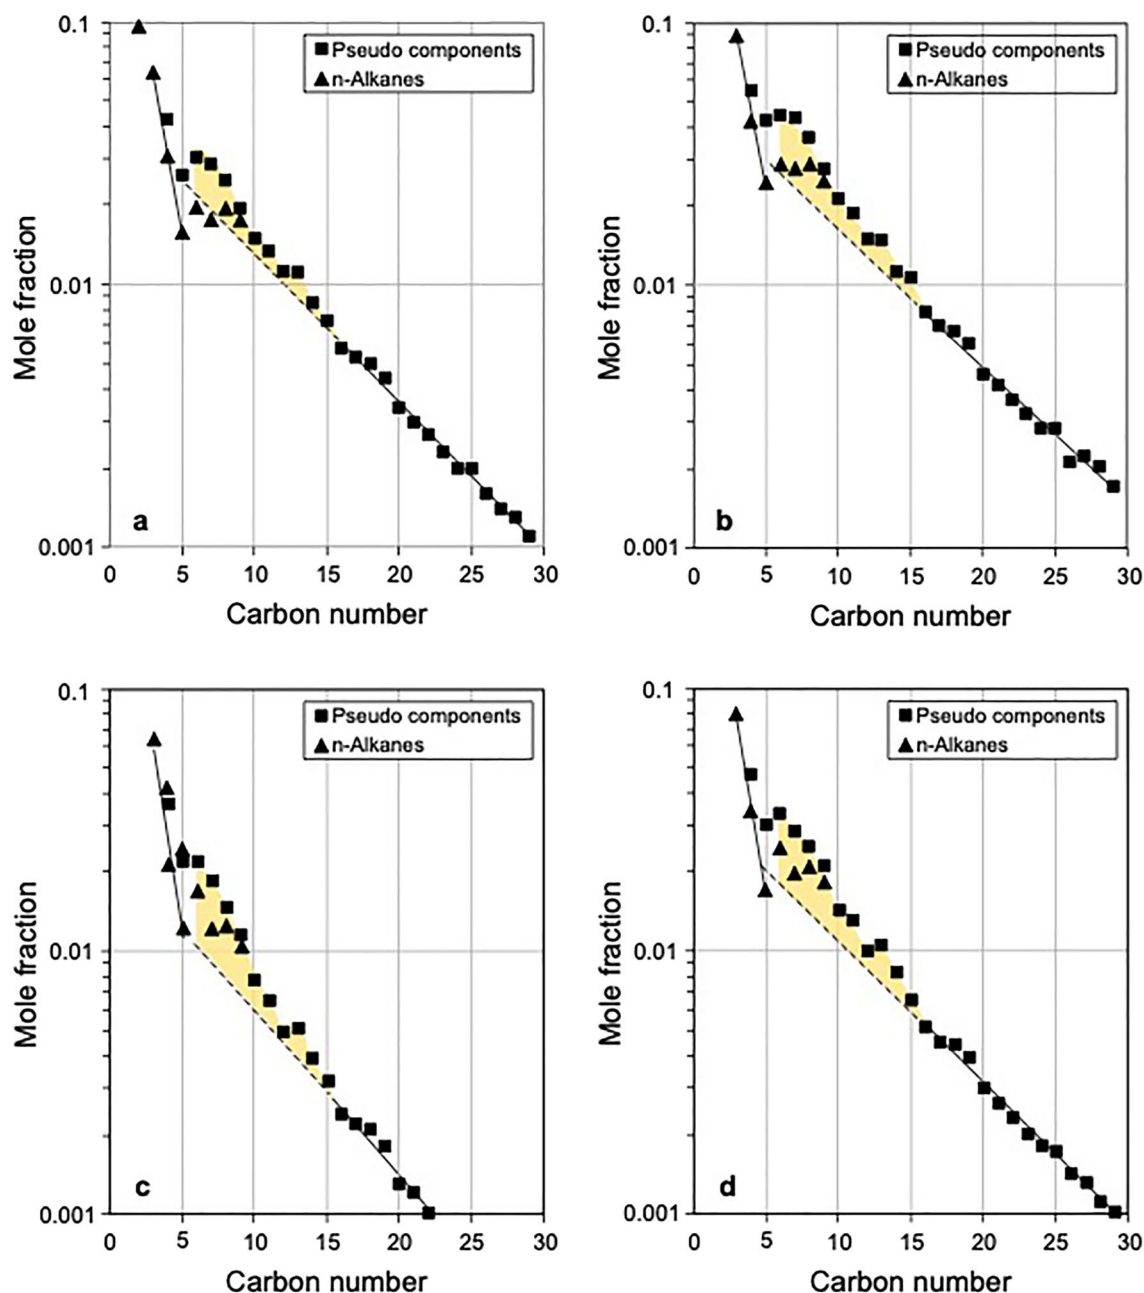 0.1
Pseudo components
n-Alkanes
Mole fraction
0.01
a
0.001
0 5 10 15 20 25 30
Carbon number
0.1
Pseudo components
n-Alkanes
Mole fraction
0.01
b
0.001
0 5 10 15 20 25 30
Carbon number
0.1
Pseudo components
n-Alkanes
Mole fraction
0.01
c
0.001
0 5 10 15 20 25 30
Carbon number
0.1
Pseudo components
n-Alkanes
Mole fraction
0.01
d
0.001
0 5 10 15 20 25 30
Carbon number